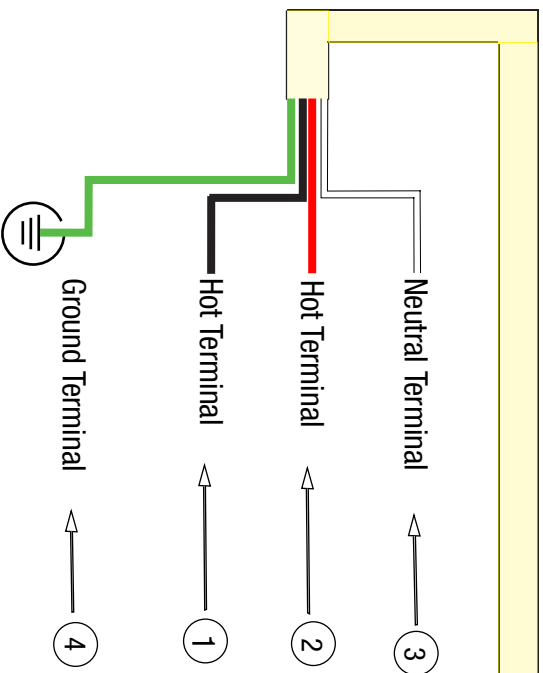 Neutral Terminal 3
Hot Terminal 2
Hot Terminal 1
Ground Terminal 4